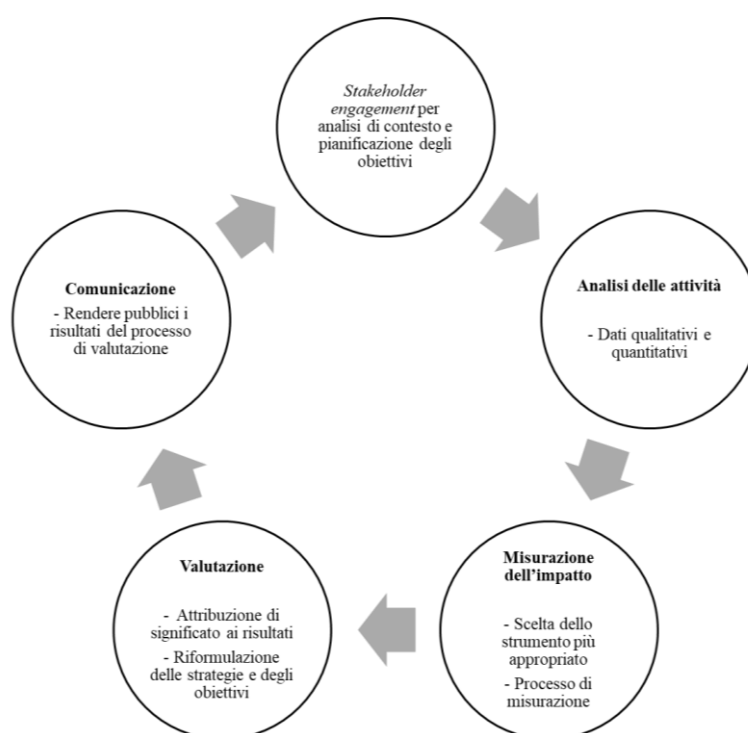 Stakeholder
engagement per
analisi di contesto e
pianificazione degli
obiettivi
Analisi delle attività
- Dati qualitativi e
quantitativi
Misurazione
dell’impatto
- Scelta dello
strumento più
appropriato
- Processo di
misurazione
Valutazione
- Attribuzione di
significato ai risultati
- Riformulazione
delle strategie e degli
obiettivi
Comunicazione
- Rendere pubblici i
risultati del processo
di valutazione